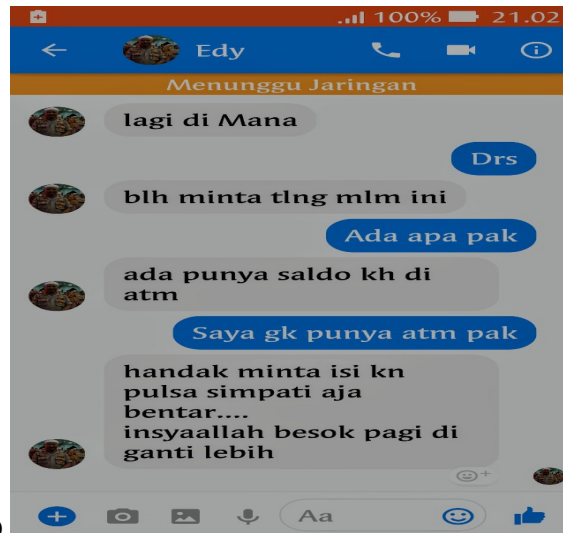 100% 21.02
Edy
Menunggu Jaringan
lagi di Mana
Drs
blh minta tlng mlm ini
Ada apa pak
ada punya saldo kh di
atm
Saya gk punya atm pak
handak minta isi kn
pulsa simpati aja
bentar....
insyaallah besok pagi di
ganti lebih
Aa